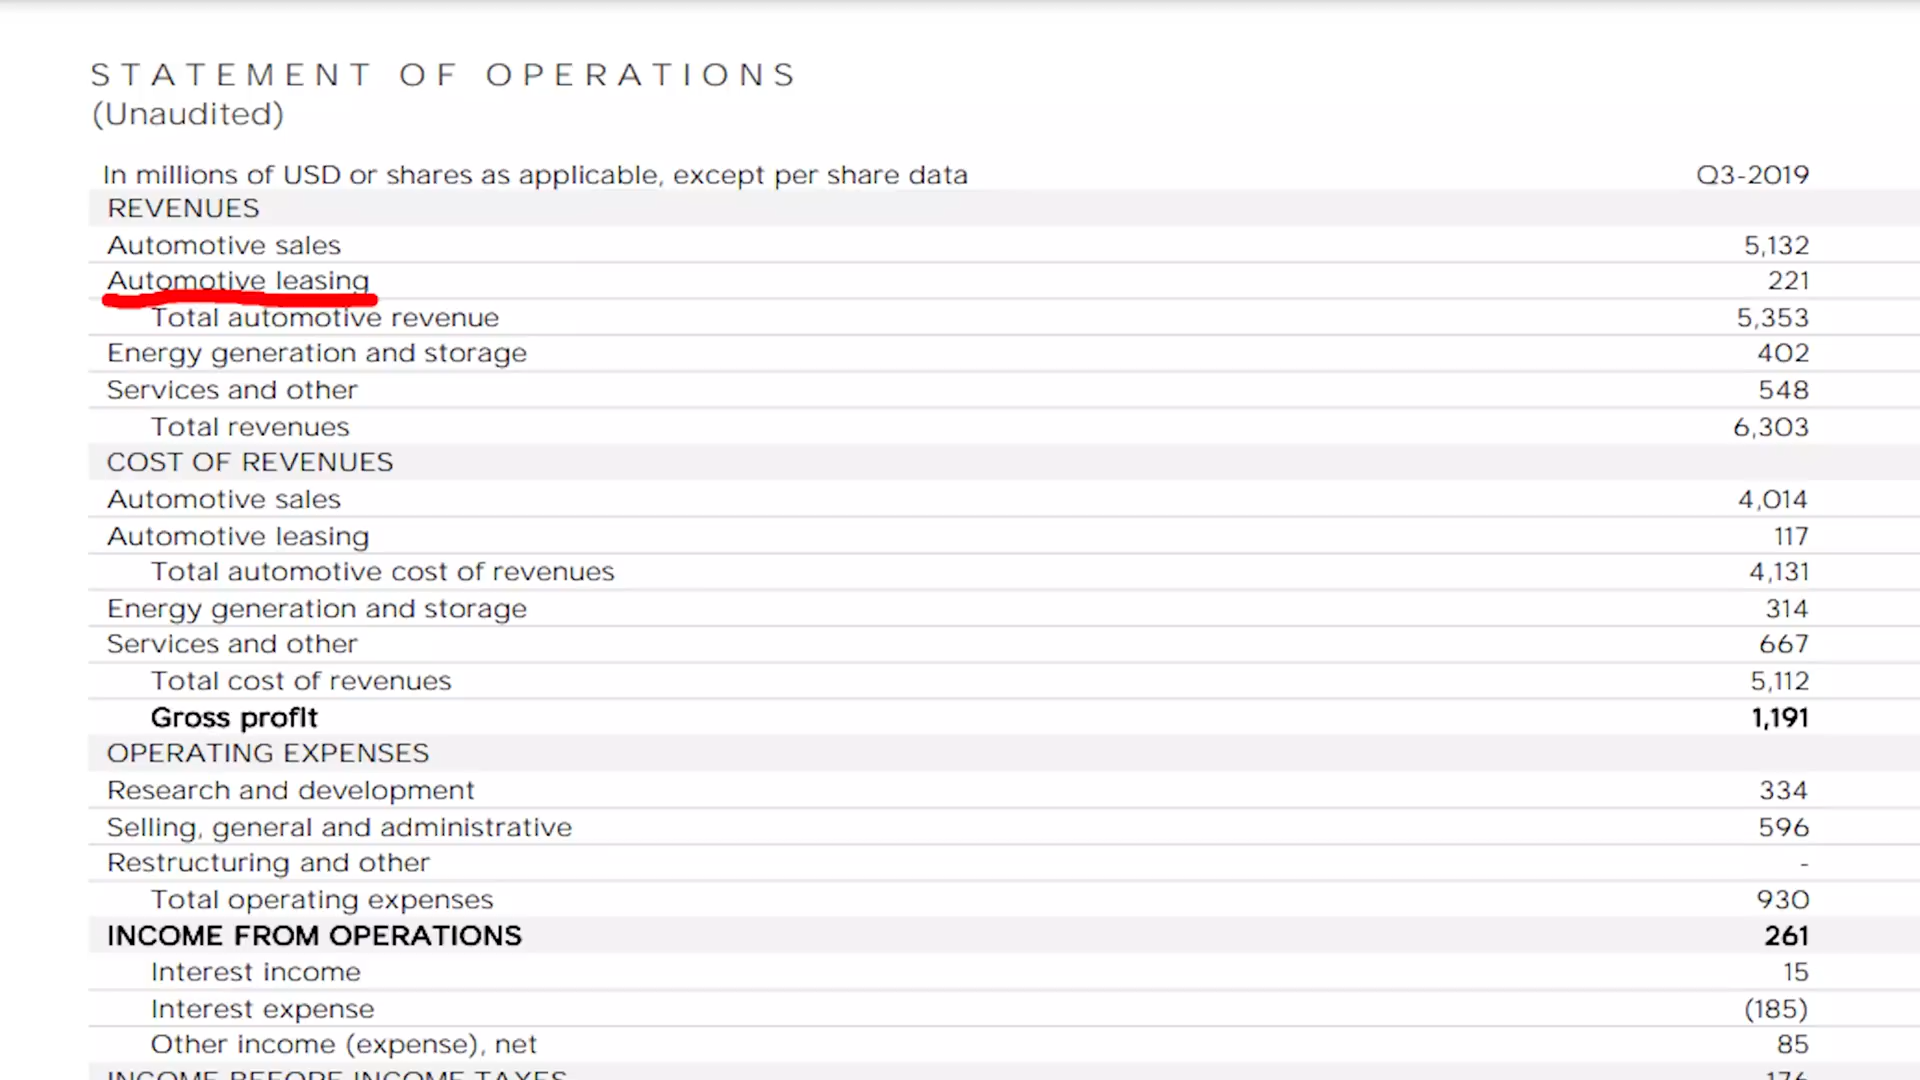 STATEMENT OF OPERATIONS
(Unaudited)
In millions of USD or shares as applicable, except per share data Q3-2019
REVENUES
Automotive sales 5,132
Automotive leasing 221
Total automotive revenue 5,353
Energy generation and storage 402
Services and other 548
Total revenues 6,303
COST OF REVENUES
Automotive sales 4,014
Automotive leasing 117
Total automotive cost of revenues 4,131
Energy generation and storage 314
Services and other 667
Total cost of revenues 5,112
Gross profit 1,191
OPERATING EXPENSES
Research and development 334
Selling, general and administrative 596
Restructuring and other -
Total operating expenses 930
INCOME FROM OPERATIONS 261
Interest income 15
Interest expense (185)
Other income (expense), net 85
INCOME BEFORE INCOME TAXES 176